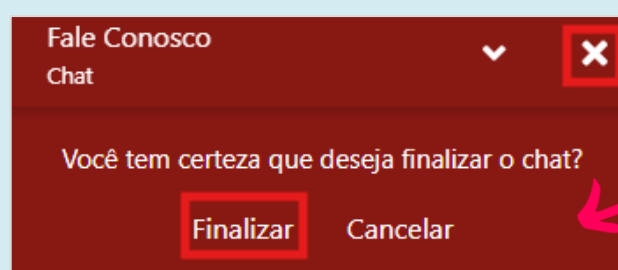 Fale Conosco
Chat
Você tem certeza que deseja finalizar o chat?
Finalizar Cancelar